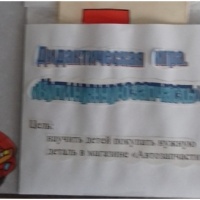 Дидактическая игра.
Цель:
научить детей покупать нужную
деталь в магазине «Автозапчасти